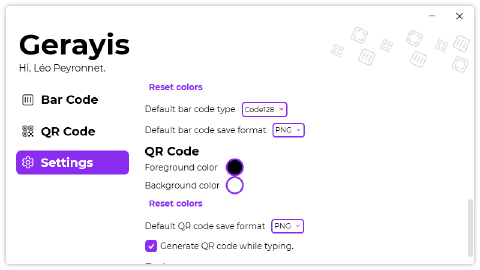 Gerayis
Hi, Léo Peyronnet.
Bar Code
QR Code
Settings
Reset colors
Default bar code type Code128
Default bar code save format PNG
QR Code
Foreground color
Background color
Reset colors
Default QR code save format PNG
Generate QR code while typing.